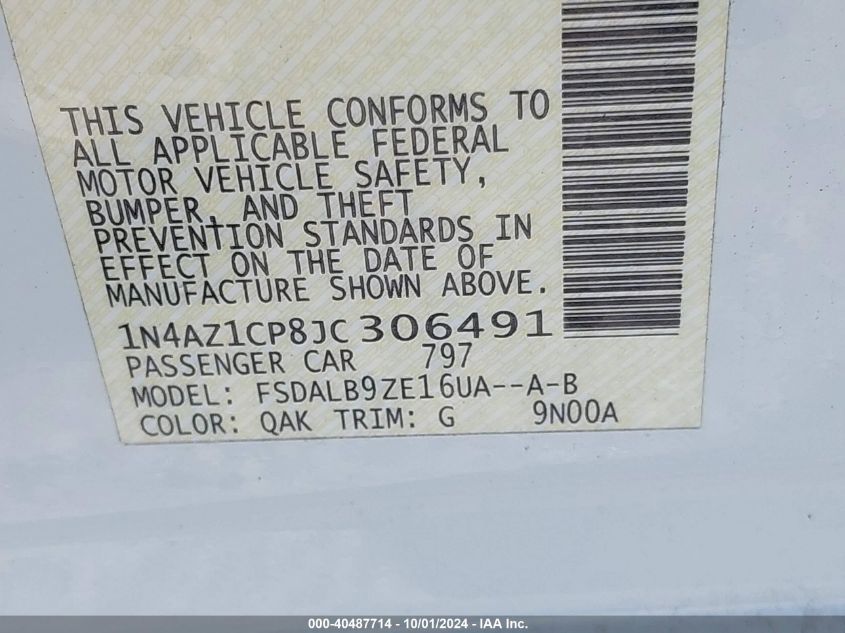 THIS VEHICLE CONFORMS TO
ALL APPLICABLE FEDERAL
MOTOR VEHICLE SAFETY,
BUMPER, AND THEFT
PREVENTION STANDARDS IN
EFFECT ON THE DATE OF
MANUFACTURE SHOWN ABOVE.
1N4AZ1CP8JC306491
PASSENGER CAR 797
MODEL: FSDALB9ZE16UA--A-B
COLOR: QAK TRIM: G 9N00A
000-40487714 - 10/01/2024 - IAA Inc.